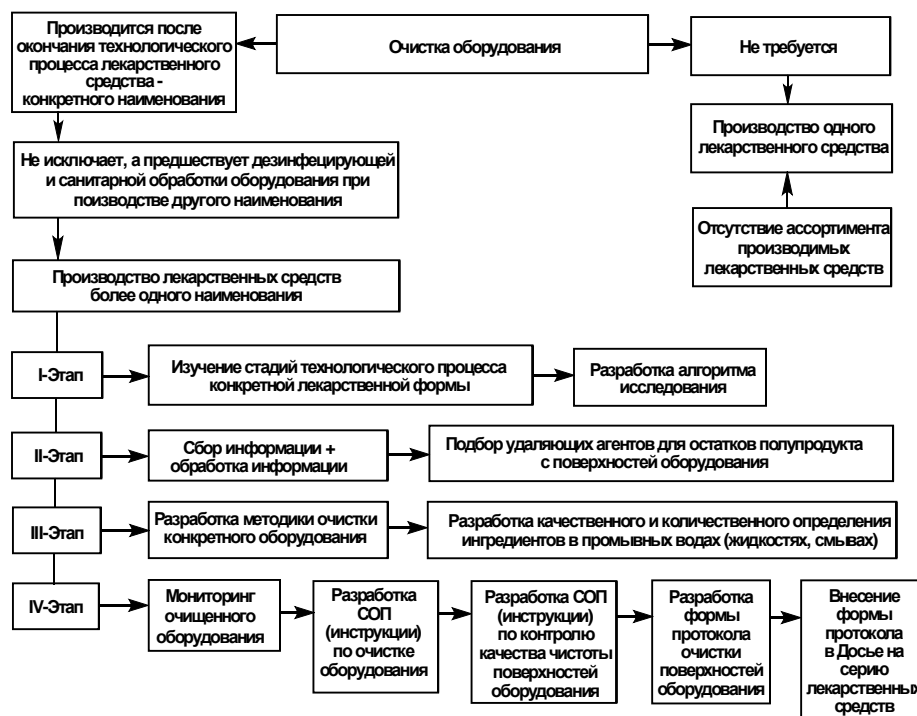 Производится после
окончания технологического
процесса лекарственного
средства -
конкретного наименования
Очистка оборудования
Не требуется
Производство одного
лекарственного средства
Не исключает, а предшествует дезинфецирующей
и санитарной обработки оборудования при
поизводстве другого наименования
Отсутствие ассортимента
производимых
лекарственных средств
Производство лекарственных средств
более одного наименования
I-Этап
Изучение стадий технологического процесса
конкретной лекарственной формы
Разработка алгоритма
исследования
II-Этап
Сбор информации +
обработка информации
Подбор удаляющих агентов для остатков полупродукта
с поверхностей оборудования
III-Этап
Разработка методики очистки
конкретного оборудования
Разработка качественного и количественного определения
ингредиентов в промывных водах (жидкостях, смывах)
IV-Этап
Мониторинг
очищенного
оборудования
Разработка
СОП
(инструкции)
по очистке
оборудования
Разработка СОП
(инструкции)
по контролю
качества чистоты
поверхностей
оборудования
Разработка
формы
протокола
очистки
поверхностей
оборудования
Внесение
формы
протокола
в Досье на
серию
лекарственных
средств